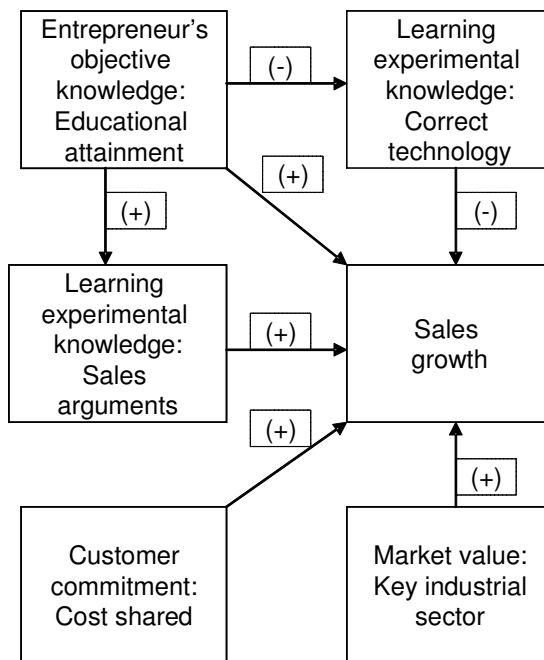 Entrepreneur's
objective
knowledge:
Educational
attainment
(-)
Learning
experimental
knowledge:
Correct
technology
(+)
(+)
(-)
Learning
experimental
knowledge:
Sales
arguments
(+)
Sales
growth
(+)
(+)
Customer
commitment:
Cost shared
Market value:
Key industrial
sector